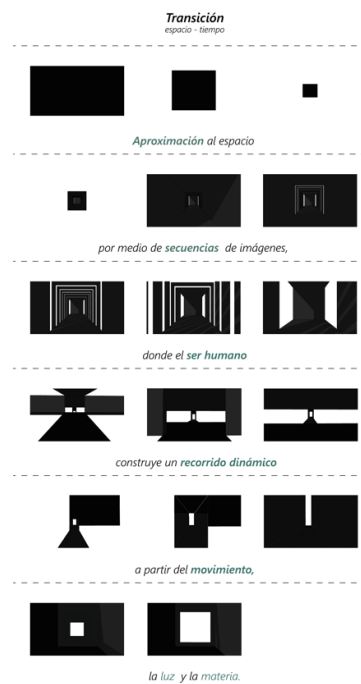 Transición
espacio - tiempo
Aproximación al espacio
por medio de secuencias de imágenes,
donde el ser humano
construye un recorrido dinámico
a partir del movimiento,
la luz y la materia.